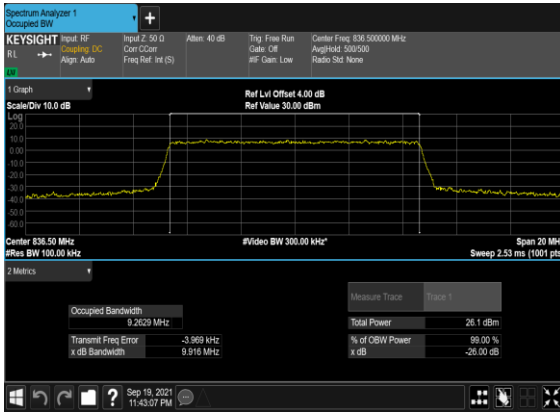 Spectrum Analyzer 1
Occupied BW
KEYSIGHT
RL
Input: RF
Coupling: DC
Align: Auto
Input Z: 50 Ω
Corr CCorr
Freq Ref: Int (S)
Atten: 40 dB
Trig: Free Run
Gate: Off
#IF Gain: Low
Center Freq: 836.500000 MHz
Avg|Hold: 500/500
Radio Std: None
1 Graph
Scale/Div 10.0 dB
Ref Lvl Offset 4.00 dB
Ref Value 30.00 dBm
Log
20.0
10.0
0.00
-10.0
-20.0
-30.0
-40.0
-50.0
-60.0
Center 836.50 MHz
#Video BW 300.00 kHz*
Span 20 MH
#Res BW 100.00 kHz
Sweep 2.53 ms (1001 pts
2 Metrics
Measure Trace
Trace 1
Occupied Bandwidth
9.2629 MHz
Total Power
26.1 dBm
Transmit Freq Error
-3.969 kHz
% of OBW Power
99.00 %
x dB Bandwidth
9.916 MHz
x dB
-26.00 dB
Sep 19, 2021
11:43:07 PM